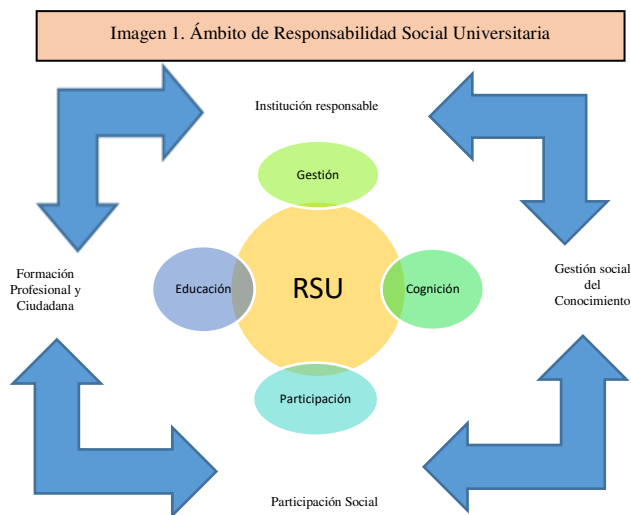 Imagen 1. Ámbito de Responsabilidad Social Universitaria
Institución responsable
Gestión
Formación
Profesional y
Ciudadana
Educación
RSU
Cognición
Gestión social
del
Conocimiento
Participación
Participación Social